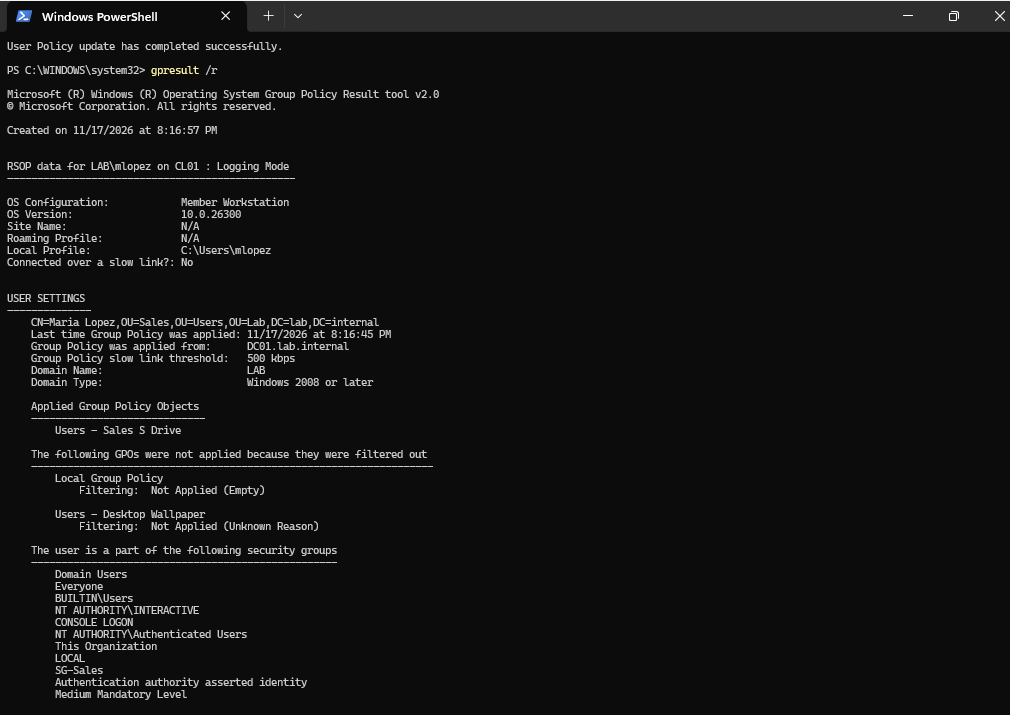 Windows PowerShell
User Policy update has completed successfully.
PS C:\WINDOWS\system32> gpresult /r
Microsoft (R) Windows (R) Operating System Group Policy Result tool v2.0
© Microsoft Corporation. All rights reserved.
Created on 11/17/2026 at 8:16:57 PM
RSOP data for LAB\mlopez on CL01 : Logging Mode
------------------------------------------------
OS Configuration:            Member Workstation
OS Version:                  10.0.26300
Site Name:                   N/A
Roaming Profile:             N/A
Local Profile:               C:\Users\mlopez
Connected over a slow link?: No
USER SETTINGS
--------------
    CN=Maria Lopez,OU=Sales,OU=Users,OU=Lab,DC=lab,DC=internal
    Last time Group Policy was applied: 11/17/2026 at 8:16:45 PM
    Group Policy was applied from:      DC01.lab.internal
    Group Policy slow link threshold:   500 kbps
    Domain Name:                        LAB
    Domain Type:                        Windows 2008 or later
    Applied Group Policy Objects
    -----------------------------
        Users - Sales S Drive
    The following GPOs were not applied because they were filtered out
    -------------------------------------------------------------------
        Local Group Policy
            Filtering:  Not Applied (Empty)
        Users - Desktop Wallpaper
            Filtering:  Not Applied (Unknown Reason)
    The user is a part of the following security groups
    ---------------------------------------------------
        Domain Users
        Everyone
        BUILTIN\Users
        NT AUTHORITY\INTERACTIVE
        CONSOLE LOGON
        NT AUTHORITY\Authenticated Users
        This Organization
        LOCAL
        SG-Sales
        Authentication authority asserted identity
        Medium Mandatory Level